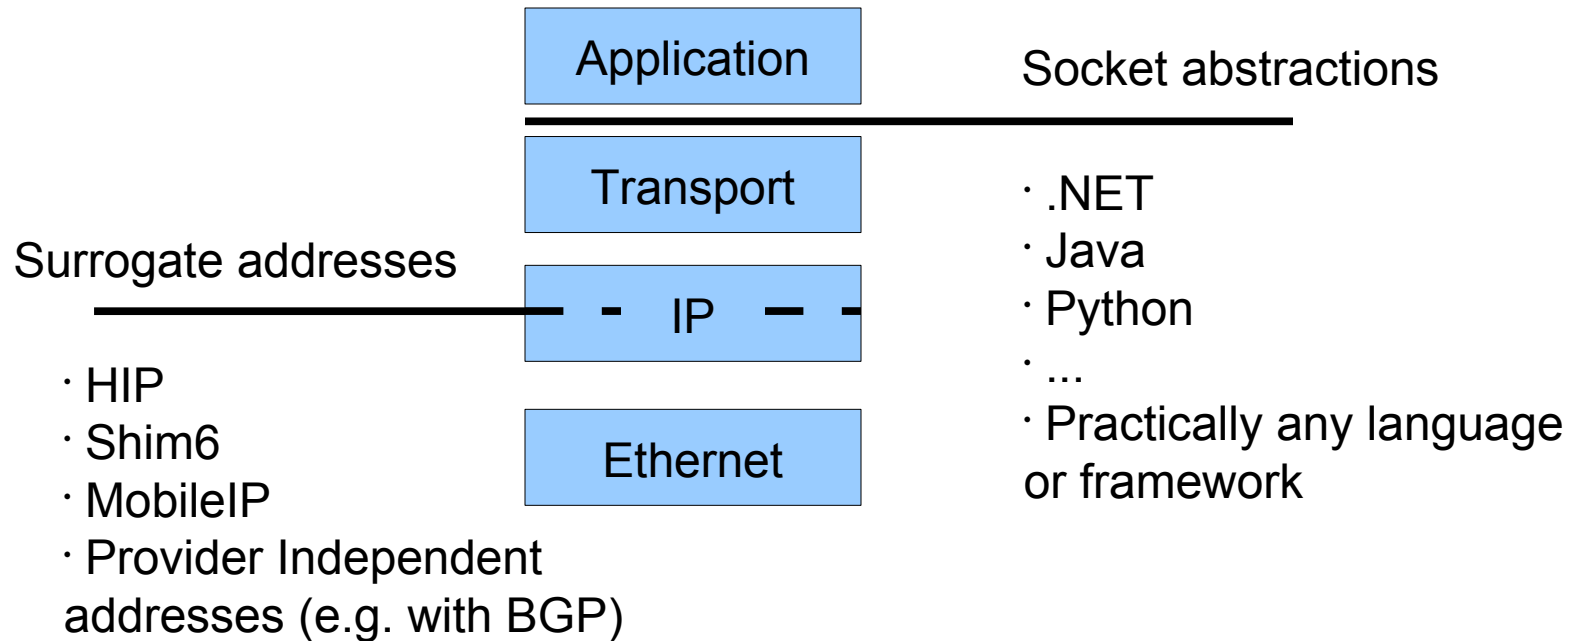 Application
Socket abstractions
Transport
Surrogate addresses
IP
Ethernet
· HIP
· Shim6
· MobileIP
· Provider Independent
addresses (e.g. with BGP)
· .NET
· Java
· Python
· ...
· Practically any language
or framework